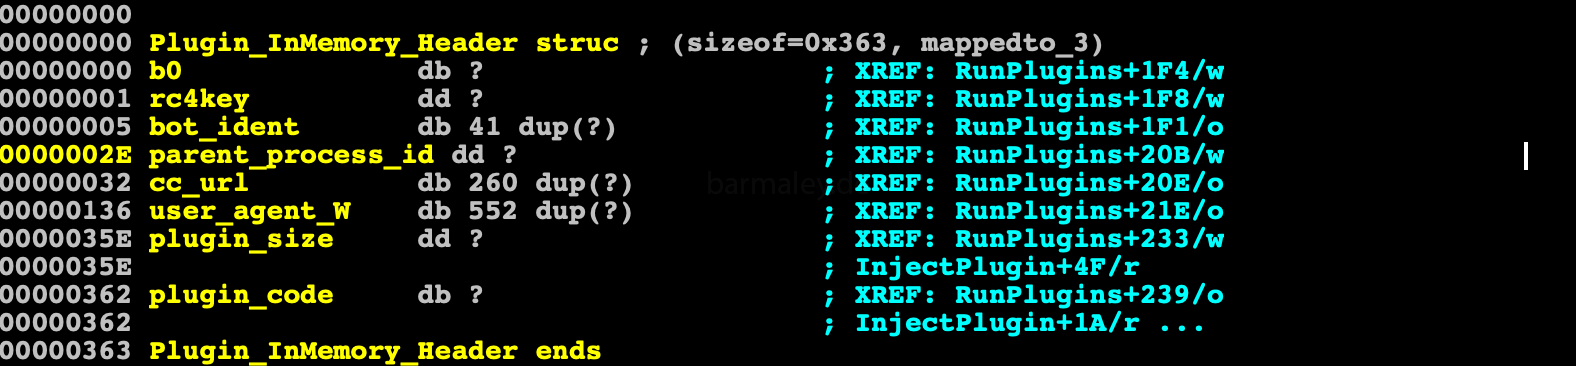 00000000
00000000 Plugin_InMemory_Header struc ; (sizeof=0x363, mappedto_3)
00000000 b0 db ? ; XREF: RunPlugins+1F4/w
00000001 rc4key dd ? ; XREF: RunPlugins+1F8/w
00000005 bot_ident db 41 dup(?) ; XREF: RunPlugins+1F1/o
0000002E parent_process_id dd ? ; XREF: RunPlugins+20B/w
00000032 cc_url db 260 dup(?) ; XREF: RunPlugins+20E/o
00000136 user_agent_W db 552 dup(?) ; XREF: RunPlugins+21E/o
0000035E plugin_size dd ? ; XREF: RunPlugins+233/w
0000035E ; InjectPlugin+4F/r
00000362 plugin_code db ? ; XREF: RunPlugins+239/o
00000362 ; InjectPlugin+1A/r ...
00000363 Plugin_InMemory_Header ends